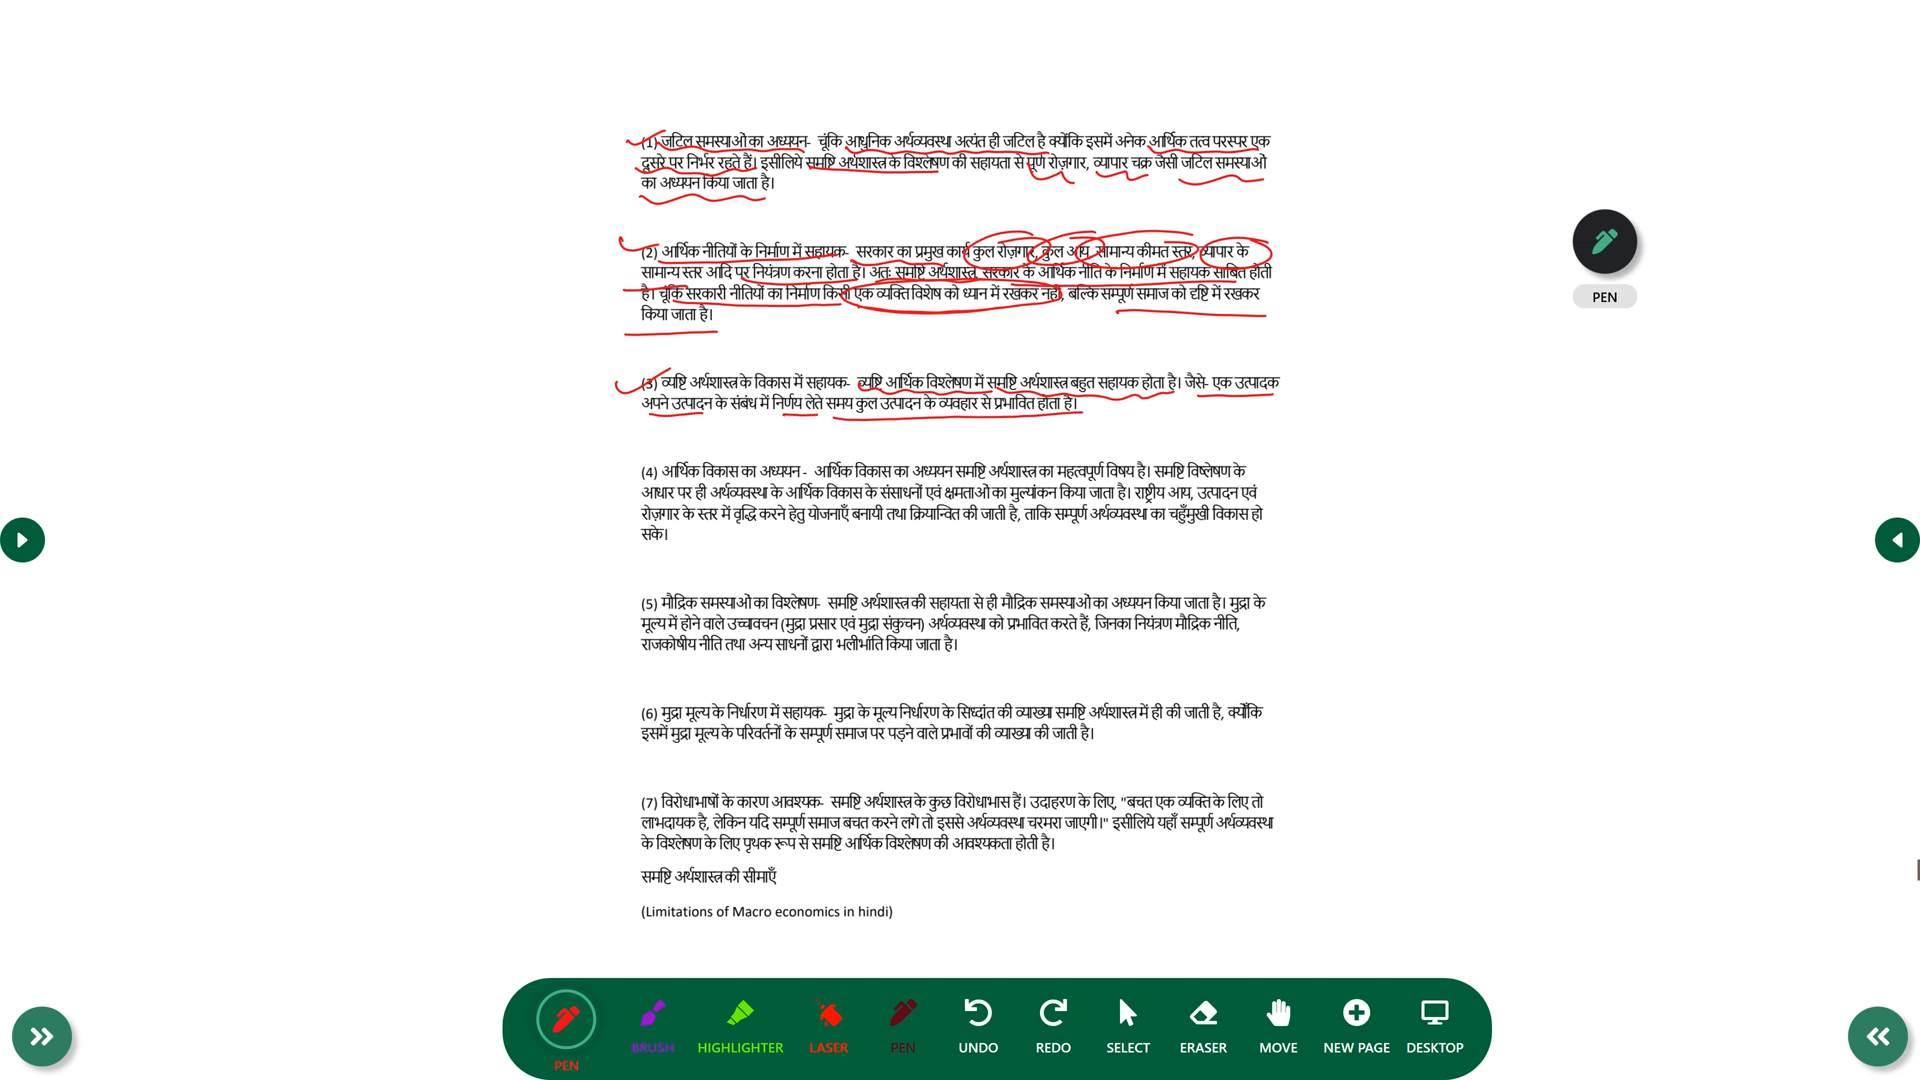 (1) जटिल समस्याओं का अध्ययन- चूंकि आधुनिक अर्थव्यवस्था अत्यंत ही जटिल है क्योंकि इसमें अनेक आर्थिक तत्व परस्पर एक
दूसरे पर निर्भर रहते हैं। इसीलिये समष्टि अर्थशास्त्र के विश्लेषण की सहायता से पूर्ण रोज़गार, व्यापार चक्र जैसी जटिल समस्याओं
का अध्ययन किया जाता है।
(2) आर्थिक नीतियों के निर्माण में सहायक- सरकार का प्रमुख कार्य कुल रोज़गार, कुल आय, सामान्य कीमत स्तर, व्यापार के
सामान्य स्तर आदि पर नियंत्रण करना होता है। अतः समष्टि अर्थशास्त्र, सरकार के आर्थिक नीति के निर्माण में सहायक साबित होती
है। चूंकि सरकारी नीतियों का निर्माण किसी एक व्यक्ति विशेष को ध्यान में रखकर नहीं, बल्कि सम्पूर्ण समाज को दृष्टि में रखकर
किया जाता है।
(3) व्यष्टि अर्थशास्त्र के विकास में सहायक- व्यष्टि आर्थिक विश्लेषण में समष्टि अर्थशास्त्र बहुत सहायक होता है। जैसे- एक उत्पादक
अपने उत्पादन के संबंध में निर्णय लेते समय कुल उत्पादन के व्यवहार से प्रभावित होता है।
(4) आर्थिक विकास का अध्ययन - आर्थिक विकास का अध्ययन समष्टि अर्थशास्त्र का महत्वपूर्ण विषय है। समष्टि विष्लेषण के
आधार पर ही अर्थव्यवस्था के आर्थिक विकास के संसाधनों एवं क्षमताओं का मुल्यांकन किया जाता है। राष्ट्रीय आय, उत्पादन एवं
रोज़गार के स्तर में वृद्धि करने हेतु योजनाएँ बनायी तथा क्रियान्वित की जाती है, ताकि सम्पूर्ण अर्थव्यवस्था का चहुँमुखी विकास हो
सके।
(5) मौद्रिक समस्याओं का विश्लेषण- समष्टि अर्थशास्त्र की सहायता से ही मौद्रिक समस्याओं का अध्ययन किया जाता है। मुद्रा के
मूल्य में होने वाले उच्चावचन (मुद्रा प्रसार एवं मुद्रा संकुचन) अर्थव्यवस्था को प्रभावित करते हैं, जिनका नियंत्रण मौद्रिक नीति,
राजकोषीय नीति तथा अन्य साधनों द्वारा भलीभांति किया जाता है।
(6) मुद्रा मूल्य के निर्धारण में सहायक- मुद्रा के मूल्य निर्धारण के सिध्दांत की व्याख्या समष्टि अर्थशास्त्र में ही की जाती है, क्योंकि
इसमें मुद्रा मूल्य के परिवर्तनों के सम्पूर्ण समाज पर पड़ने वाले प्रभावों की व्याख्या की जाती है।
(7) विरोधाभाषों के कारण आवश्यक- समष्टि अर्थशास्त्र के कुछ विरोधाभास हैं। उदाहरण के लिए, "बचत एक व्यक्ति के लिए तो
लाभदायक है, लेकिन यदि सम्पूर्ण समाज बचत करने लगे तो इससे अर्थव्यवस्था चरमरा जाएगी।" इसीलिये यहाँ सम्पूर्ण अर्थव्यवस्था
के विश्लेषण के लिए पृथक रूप से समष्टि आर्थिक विश्लेषण की आवश्यकता होती है।
समष्टि अर्थशास्त्र की सीमाएँ
(Limitations of Macro economics in hindi)
PEN
PEN
BRUSH
HIGHLIGHTER
LASER
PEN
UNDO
REDO
SELECT
ERASER
MOVE
NEW PAGE
DESKTOP